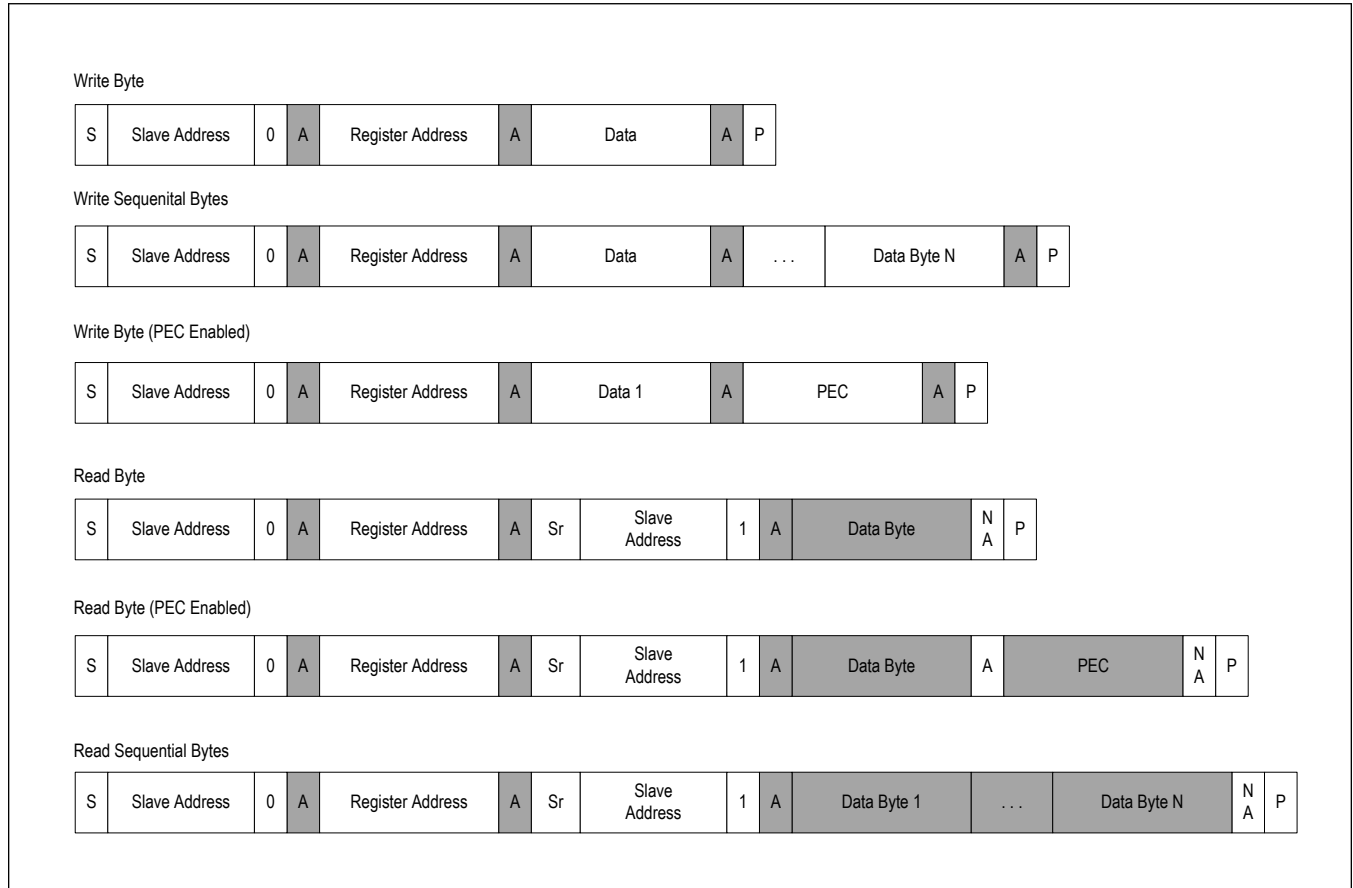 Write Byte
S Slave Address 0 A Register Address A Data A P
Write Sequenital Bytes
S Slave Address 0 A Register Address A Data A . . . Data Byte N A P
Write Byte (PEC Enabled)
S Slave Address 0 A Register Address A Data 1 A PEC A P
Read Byte
S Slave Address 0 A Register Address A Sr Slave Address 1 A Data Byte N A P
Read Byte (PEC Enabled)
S Slave Address 0 A Register Address A Sr Slave Address 1 A Data Byte A PEC N A P
Read Sequential Bytes
S Slave Address 0 A Register Address A Sr Slave Address 1 A Data Byte 1 . . . Data Byte N N A P